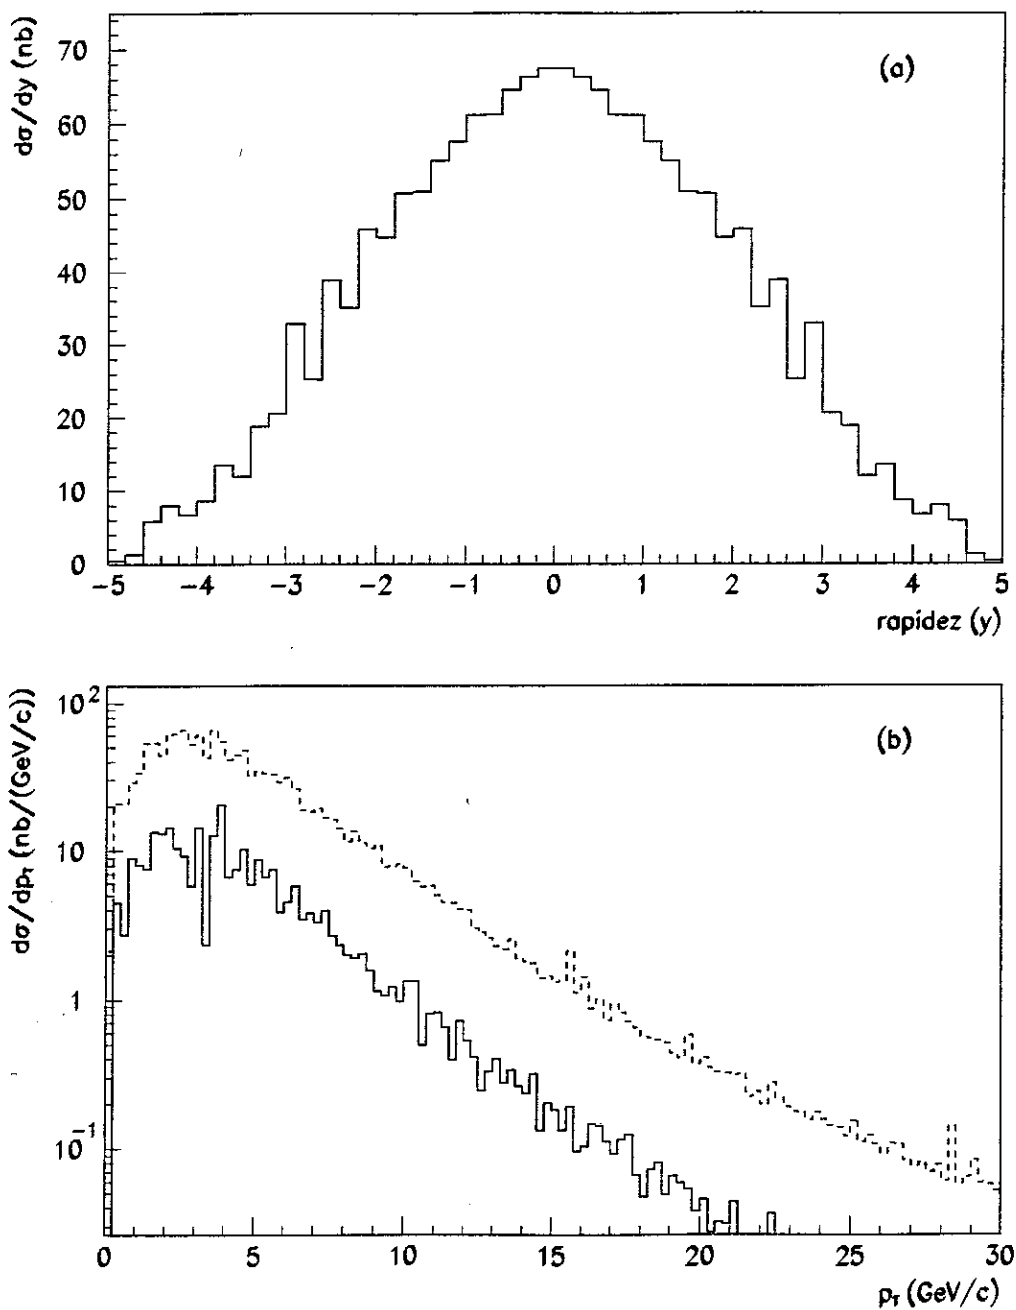 dσ/dy (nb)
(a)
70
60
50
40
30
20
10
0
−5 −4 −3 −2 −1 0 1 2 3 4 5
rapidez (y)
dσ/dp_T (nb/(GeV/c))
(b)
10²
10
1
10⁻¹
0 5 10 15 20 25 30
p_T (GeV/c)